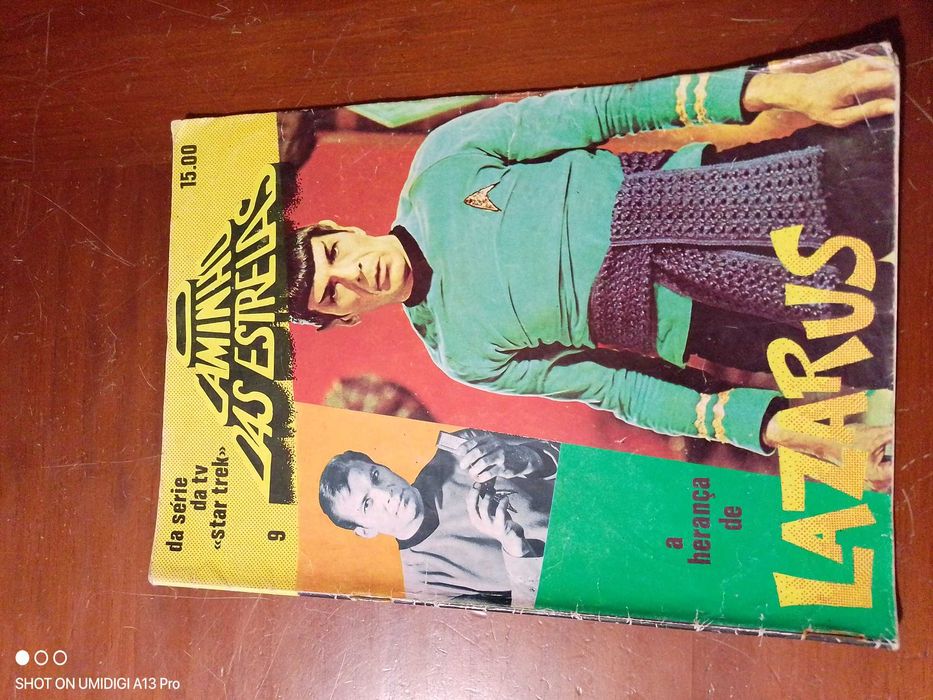 da série
da tv
«star trek»
9
CAMINHO
DAS ESTRELAS
15.00
a
herança
de
LAZARUS
SHOT ON UMIDIGI A13 Pro